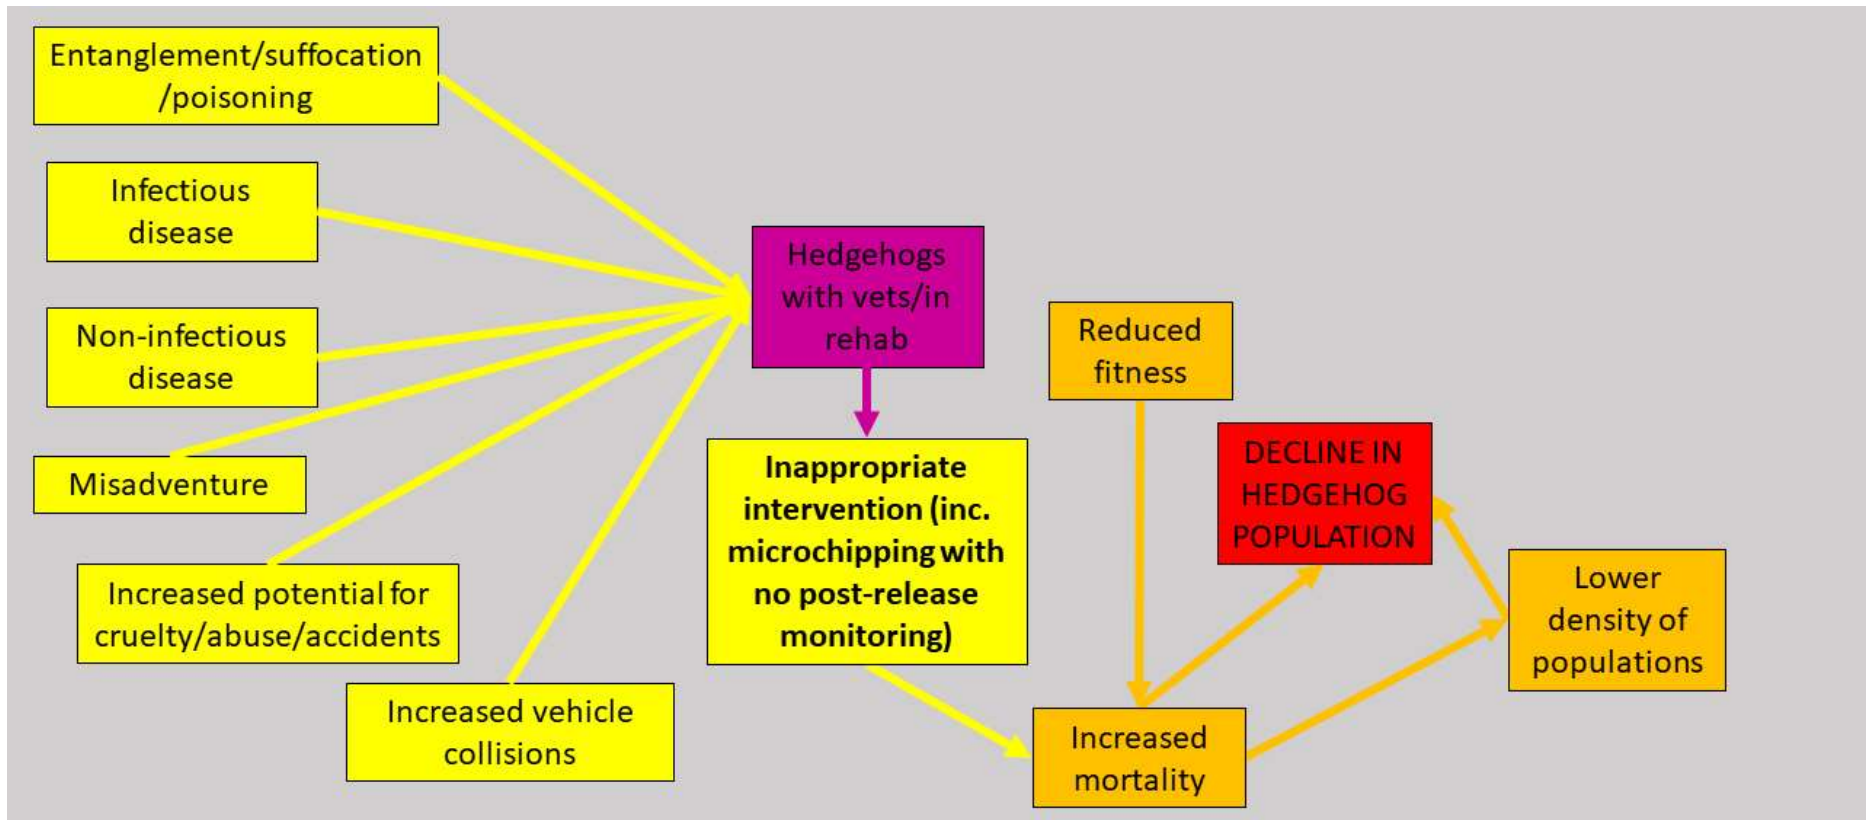 Entanglement/suffocation
/poisoning
Infectious
disease
Non-infectious
disease
Misadventure
Increased potential for
cruelty/abuse/accidents
Increased vehicle
collisions
Hedgehogs
with vets/in
rehab
Inappropriate
intervention (inc.
microchipping with
no post-release
monitoring)
Reduced
fitness
DECLINE IN
HEDGEHOG
POPULATION
Increased
mortality
Lower
density of
populations